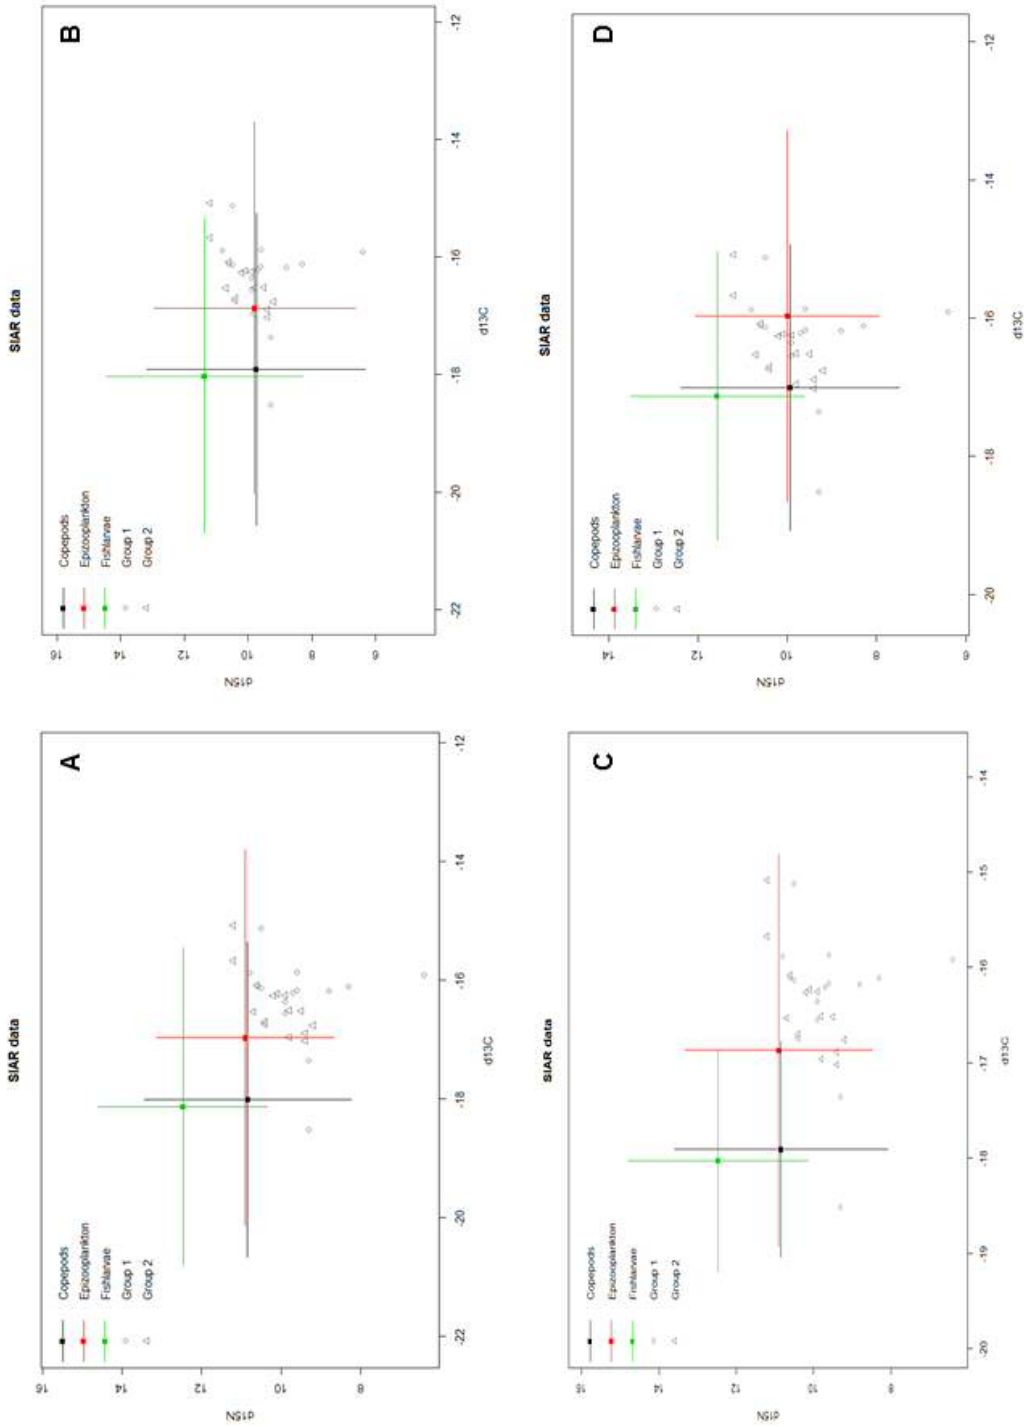 SIAR data
A
Copepods
Epizooplankton
Fishlarvae
Group 1
Group 2
d15N
16
14
12
10
8
-22 -20 -18 -16 -14 -12
d13C
SIAR data
B
Copepods
Epizooplankton
Fishlarvae
Group 1
Group 2
d15N
16
14
12
10
8
6
-22 -20 -18 -16 -14 -12
d13C
SIAR data
C
Copepods
Epizooplankton
Fishlarvae
Group 1
Group 2
d15N
16
14
12
10
8
-20 -19 -18 -17 -16 -15 -14
d13C
SIAR data
D
Copepods
Epizooplankton
Fishlarvae
Group 1
Group 2
d15N
14
12
10
8
6
-20 -18 -16 -14 -12
d13C